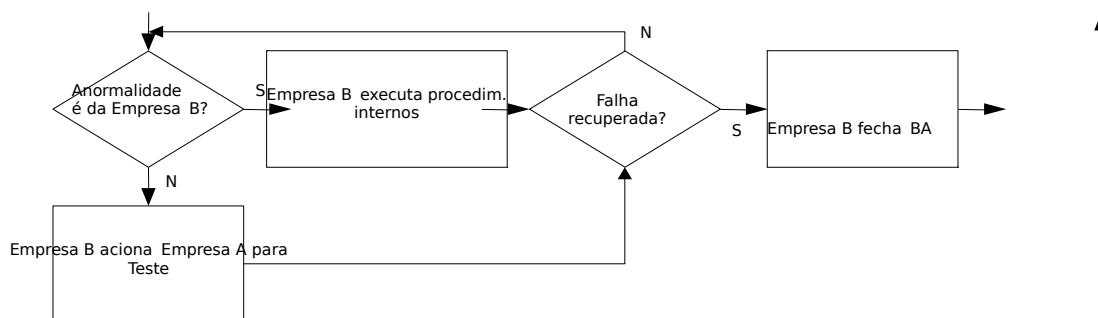 N
Anormalidade
é da Empresa B?
S
Empresa B executa procedim.
internos
Falha
recuperada?
S
Empresa B fecha BA
N
Empresa B aciona Empresa A para
Teste